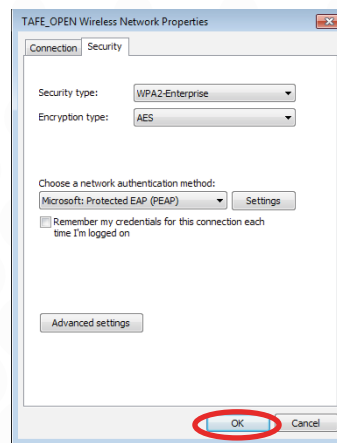 TAFE_OPEN Wireless Network Properties
Connection Security
Security type: WPA2-Enterprise
Encryption type: AES
Choose a network authentication method:
Microsoft: Protected EAP (PEAP) Settings
Remember my credentials for this connection each
time I'm logged on
Advanced settings
OK Cancel